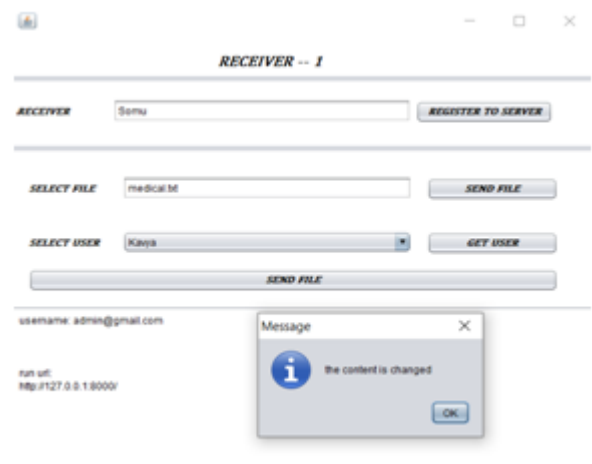 RECEIVER -- 1
RECEIVER Somu REGISTER TO SERVER
SELECT FILE medical.txt SEND FILE
SELECT USER Kavya GET USER
SEND FILE
username: admin@gmail.com
Message
the content is changed
run url:
http://127.0.0.1:8000/
OK